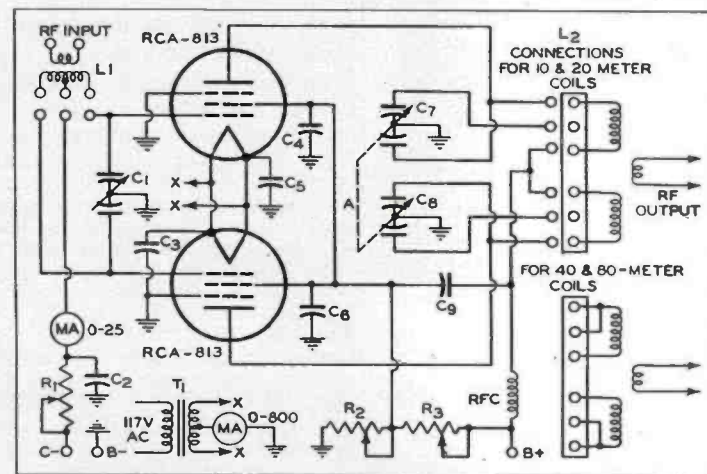 RF INPUT
L1
RCA-813
L2
CONNECTIONS
FOR 10 & 20 METER
COILS
C7
C4
C1
X
C5
X
A
C8
RF
OUTPUT
C3
FOR 40 & 80-METER
COILS
C9
C6
RCA-813
MA 0-25
R1
C2
T1
X
117V
AC
MA 0-800
X
R2
R3
RFC
C-
B-
B+